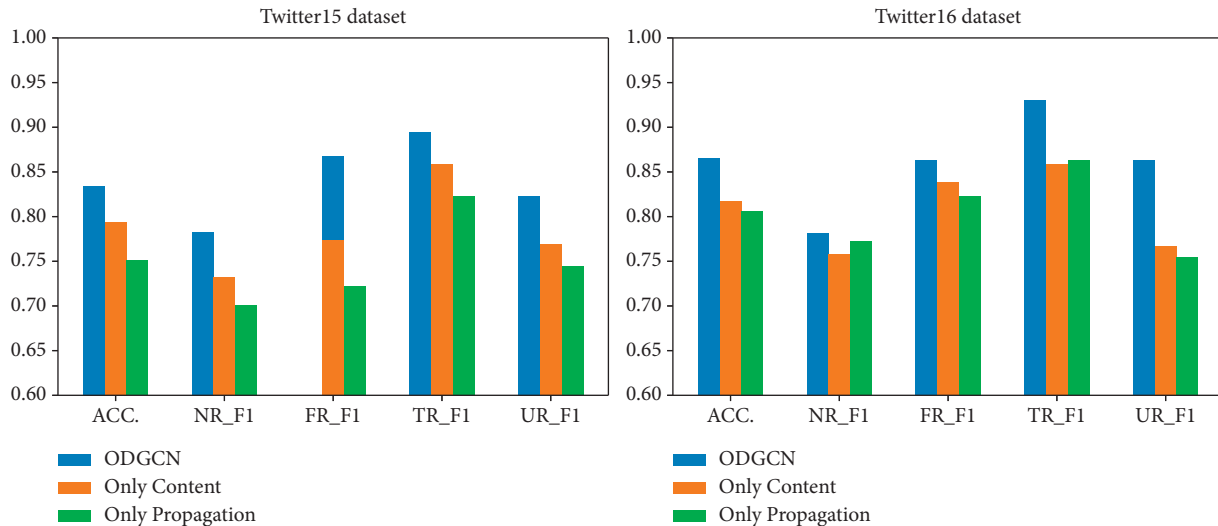 Twitter15 dataset
1.00
0.95
0.90
0.85
0.80
0.75
0.70
0.65
0.60
ACC.
NR_F1
FR_F1
TR_F1
UR_F1
ODGCN
Only Content
Only Propagation
Twitter16 dataset
1.00
0.95
0.90
0.85
0.80
0.75
0.70
0.65
0.60
ACC.
NR_F1
FR_F1
TR_F1
UR_F1
ODGCN
Only Content
Only Propagation